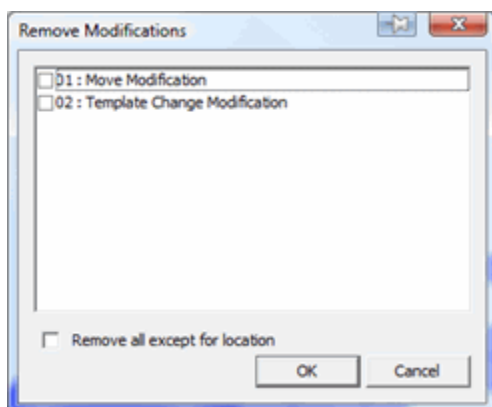 Remove Modifications
01 : Move Modification
02 : Template Change Modification
Remove all except for location
OK
Cancel